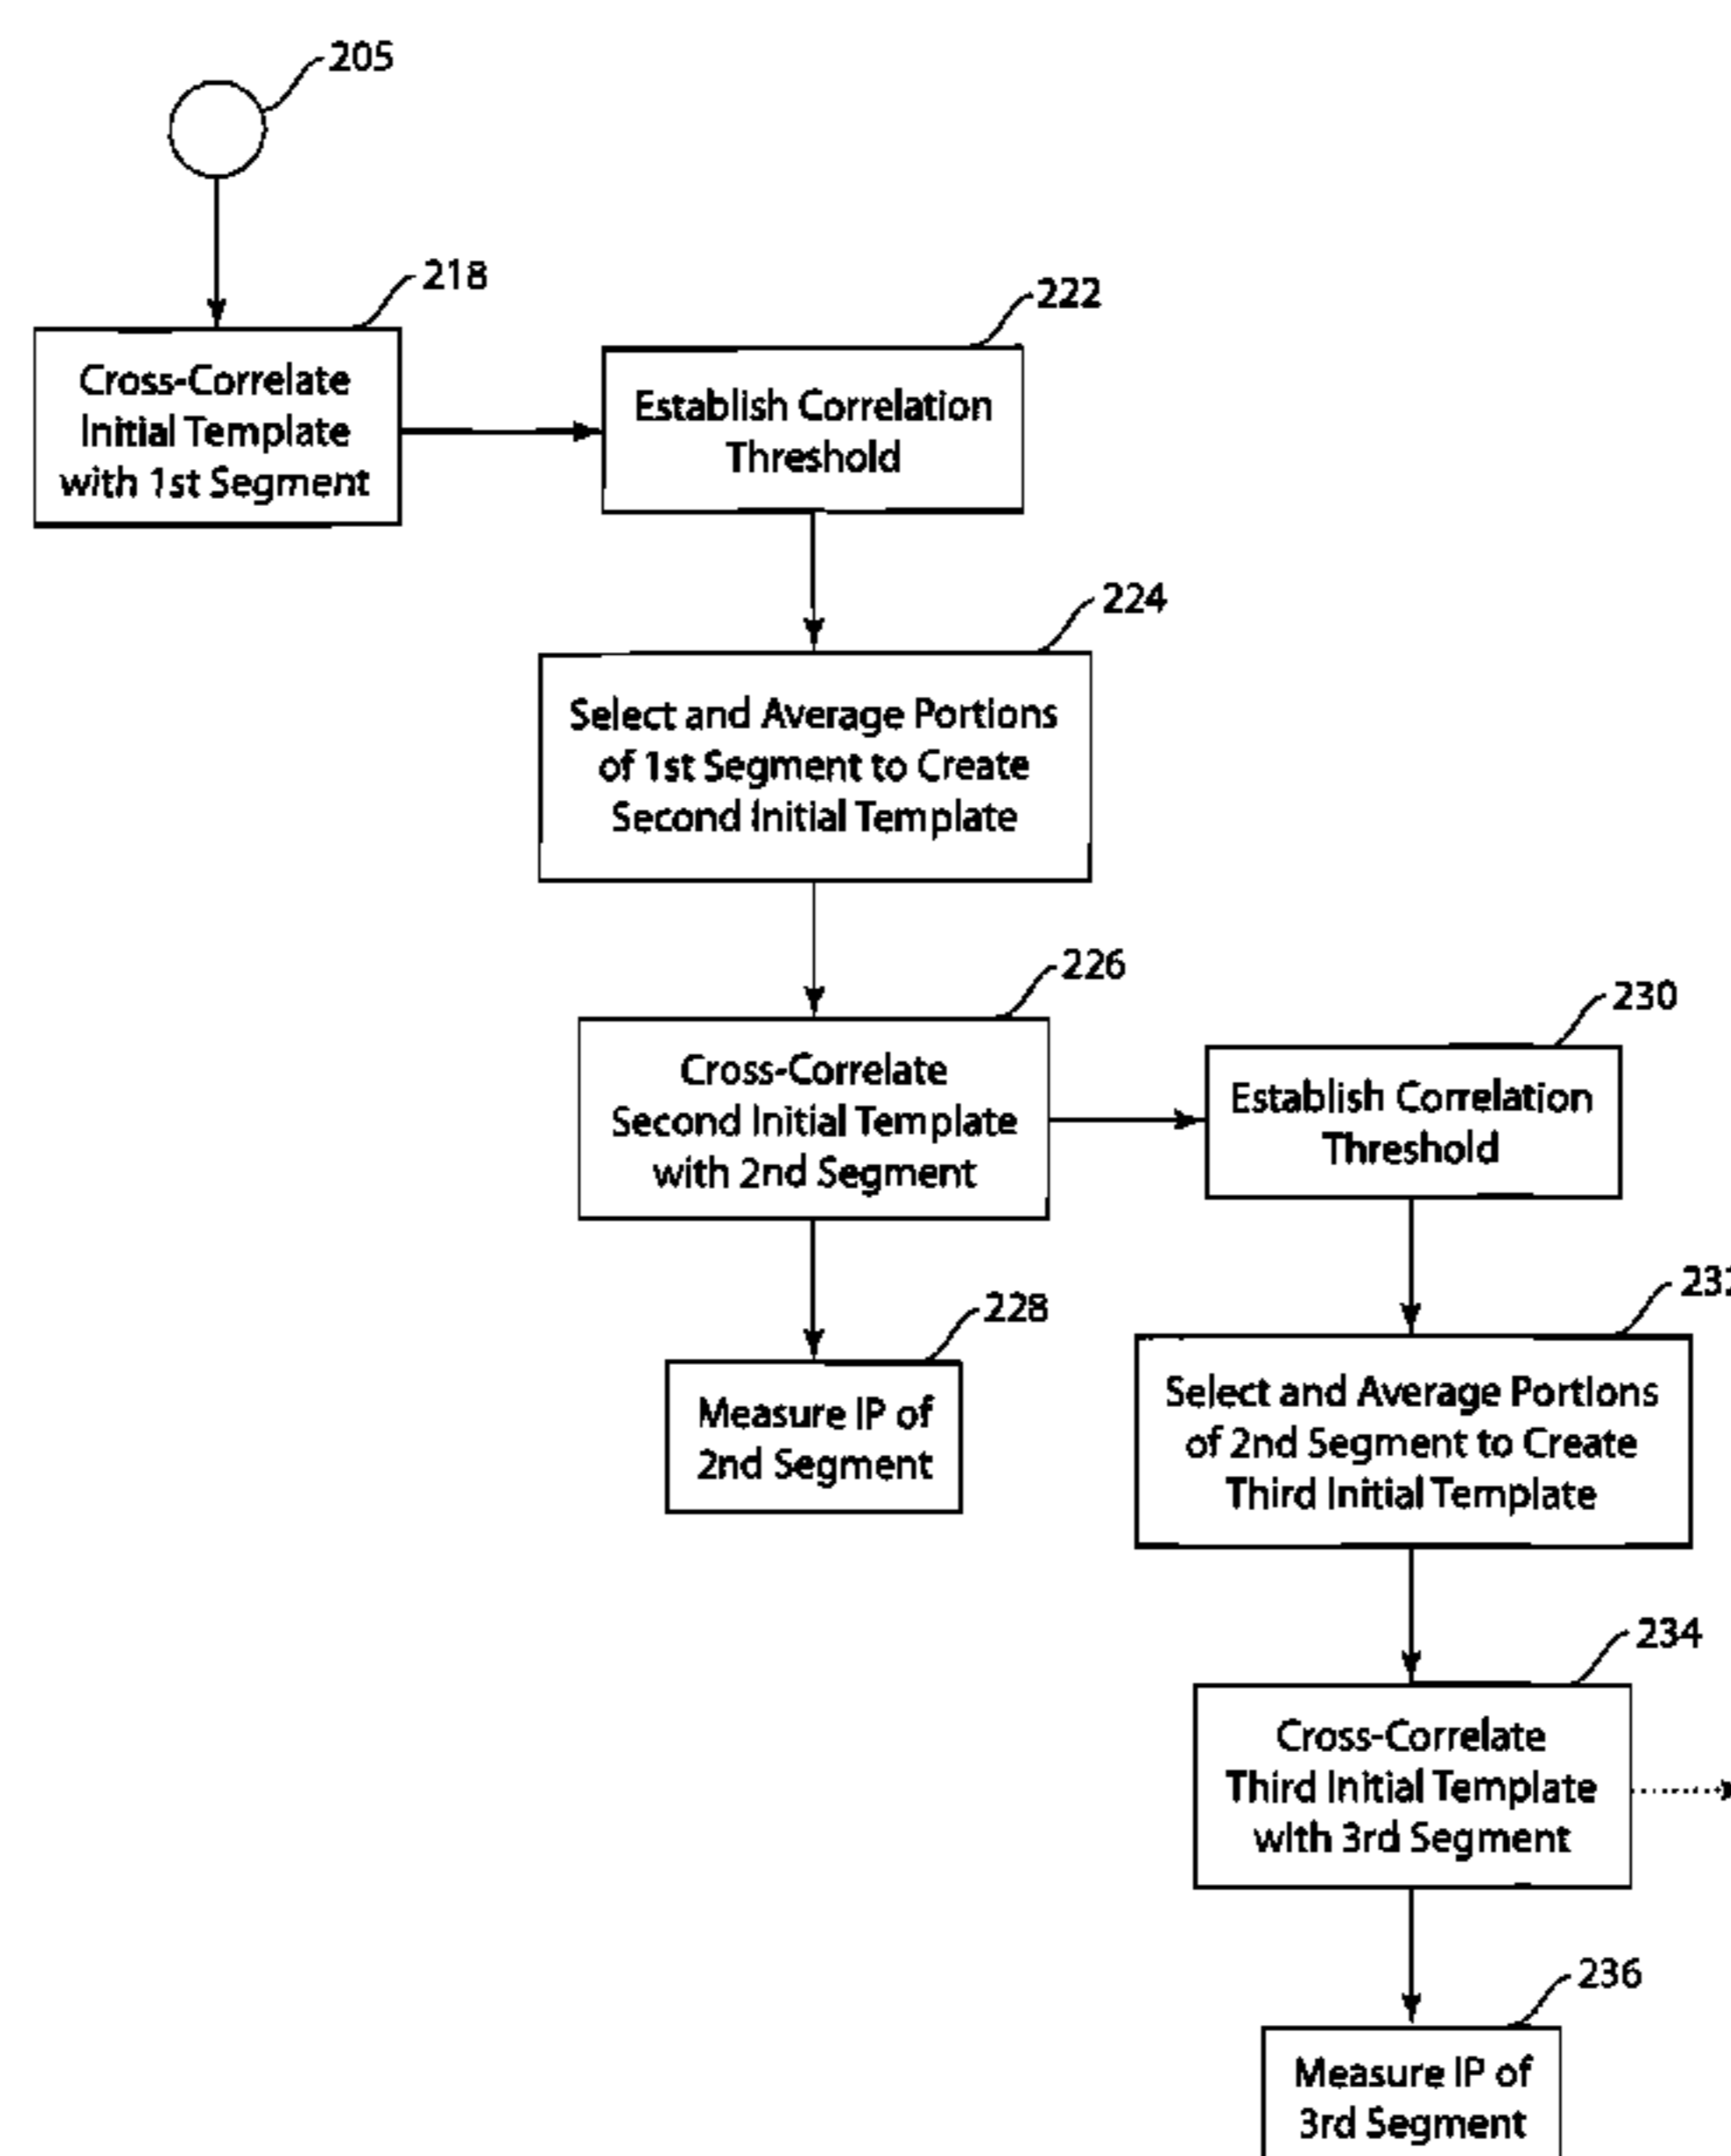 205
218
Cross-Correlate
Initial Template
with 1st Segment
222
Establish Correlation
Threshold
224
Select and Average Portions
of 1st Segment to Create
Second Initial Template
226
Cross-Correlate
Second Initial Template
with 2nd Segment
230
Establish Correlation
Threshold
228
Measure IP of
2nd Segment
232
Select and Average Portions
of 2nd Segment to Create
Third Initial Template
234
Cross-Correlate
Third Initial Template
with 3rd Segment
236
Measure IP of
3rd Segment